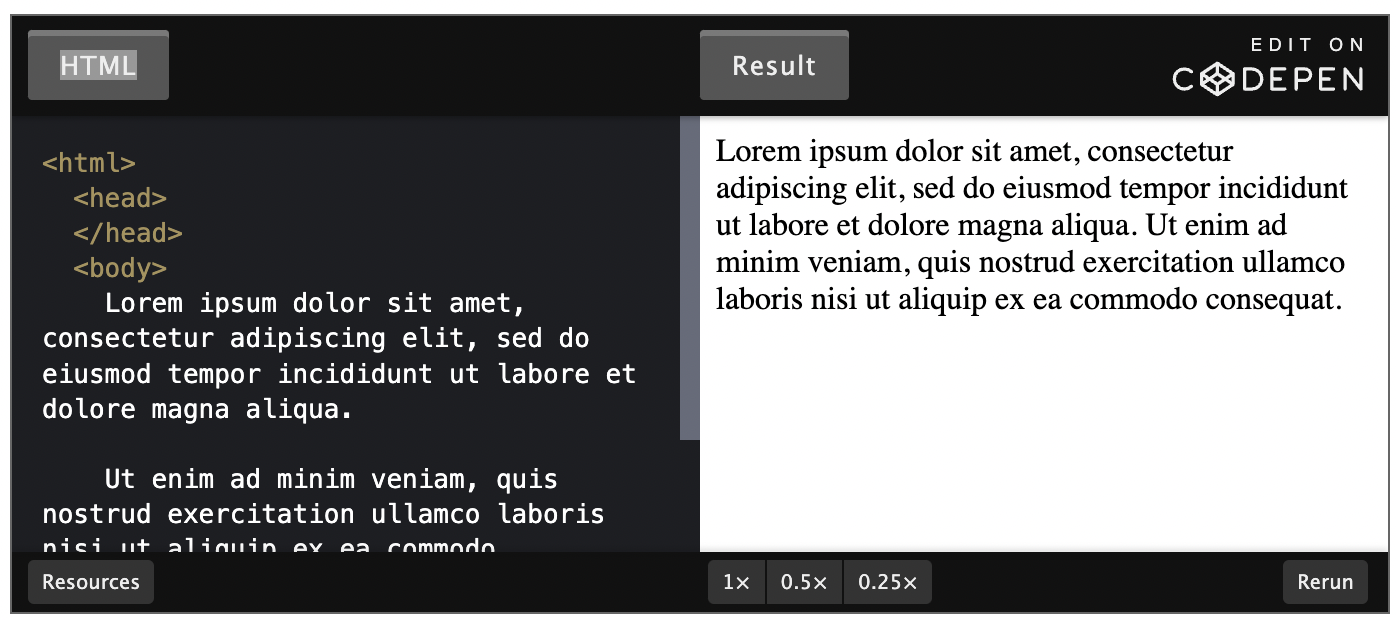 HTML
Result
EDIT ON
CODEPEN
<html>
<head>
</head>
<body>
Lorem ipsum dolor sit amet,
consectetur adipiscing elit, sed do
eiusmod tempor incididunt ut labore et
dolore magna aliqua.
Ut enim ad minim veniam, quis
nostrud exercitation ullamco laboris
nisi ut aliquip ex ea commodo
Lorem ipsum dolor sit amet, consectetur
adipiscing elit, sed do eiusmod tempor incididunt
ut labore et dolore magna aliqua. Ut enim ad
minim veniam, quis nostrud exercitation ullamco
laboris nisi ut aliquip ex ea commodo consequat.
Resources
1× 0.5× 0.25×
Rerun